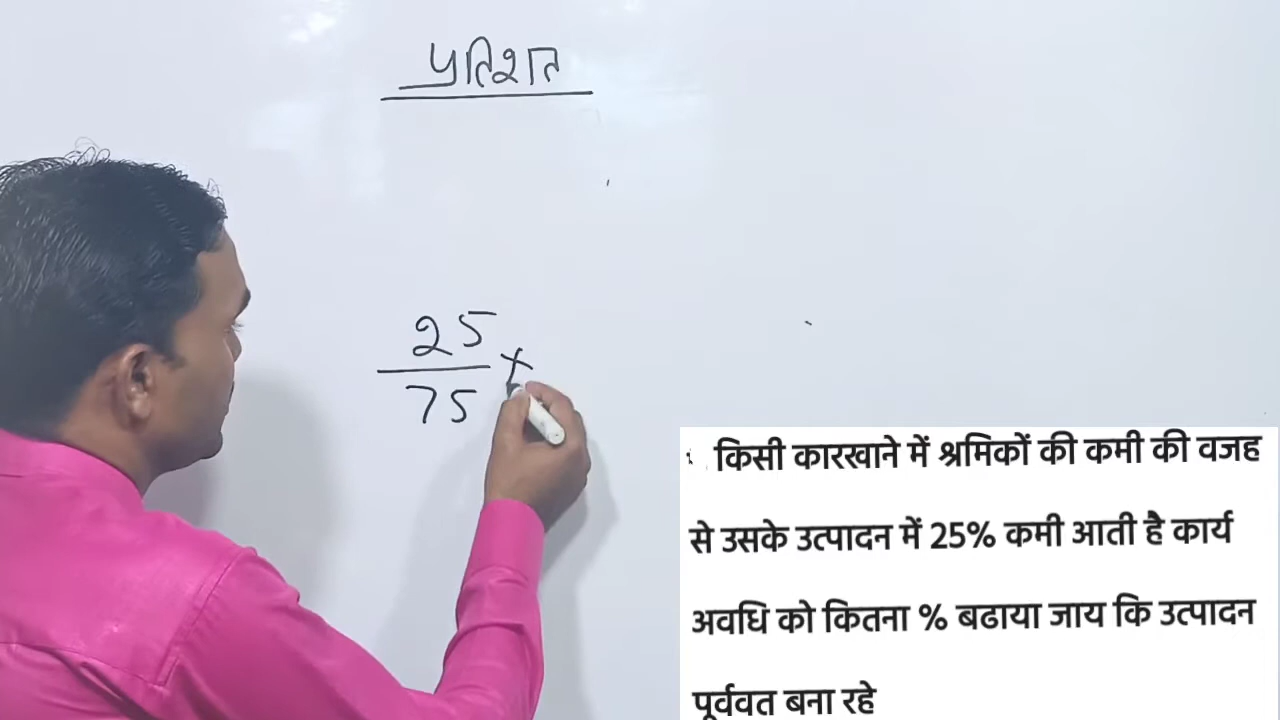 प्रतिशत
25
75 ×
किसी कारखाने में श्रमिकों की कमी की वजह
से उसके उत्पादन में 25% कमी आती है कार्य
अवधि को कितना % बढाया जाय कि उत्पादन
पूर्ववत बना रहे